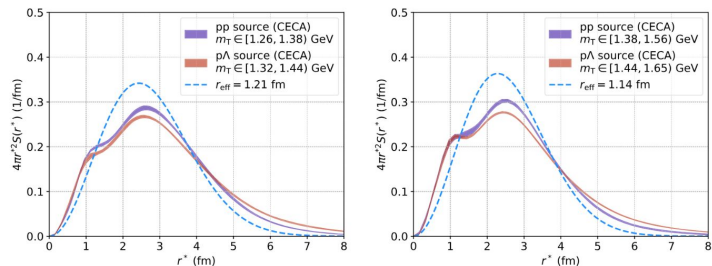 0.5
0.4
0.3
0.2
0.1
0.0
4πr*²S(r*) (1/fm)
pp source (CECA)
m_T ∈ [1.26, 1.38) GeV
pΛ source (CECA)
m_T ∈ [1.32, 1.44) GeV
r_eff = 1.21 fm
0 1 2 3 4 5 6 7 8
r* (fm)
0.5
0.4
0.3
0.2
0.1
0.0
4πr*²S(r*) (1/fm)
pp source (CECA)
m_T ∈ [1.38, 1.56) GeV
pΛ source (CECA)
m_T ∈ [1.44, 1.65) GeV
r_eff = 1.14 fm
0 1 2 3 4 5 6 7 8
r* (fm)